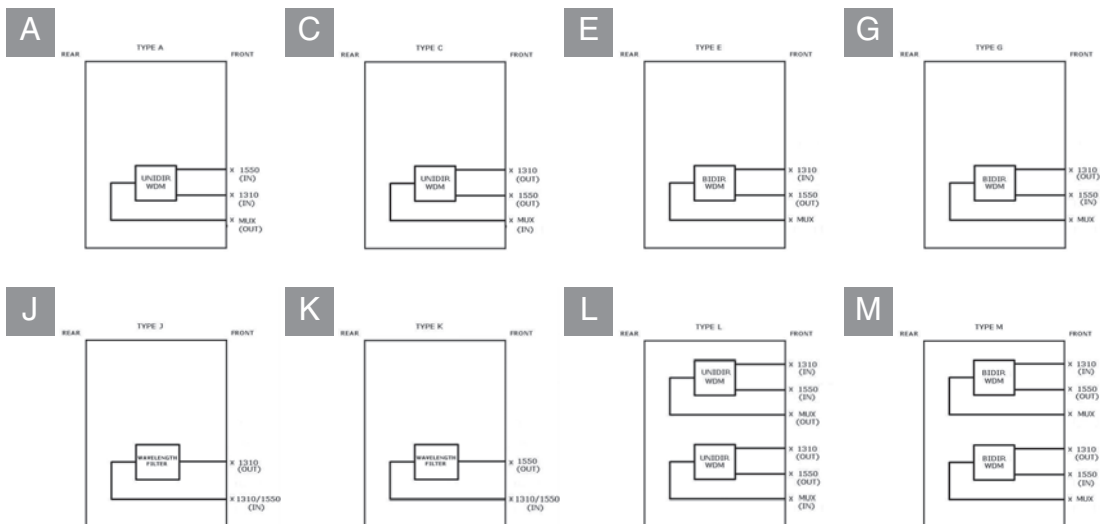 A
TYPE A
REAR
FRONT
UNIDIR
WDM
x 1550
(IN)
x 1310
(IN)
x MUX
(OUT)
C
TYPE C
REAR
FRONT
UNIDIR
WDM
x 1310
(OUT)
x 1550
(OUT)
x MUX
(IN)
E
TYPE E
REAR
FRONT
BIDIR
WDM
x 1310
(IN)
x 1550
(OUT)
x MUX
G
TYPE G
REAR
FRONT
BIDIR
WDM
x 1310
(OUT)
x 1550
(IN)
x MUX
J
TYPE J
REAR
FRONT
WAVELENGTH
FILTER
x 1310
(OUT)
x 1310/1550
(IN)
K
TYPE K
REAR
FRONT
WAVELENGTH
FILTER
x 1550
(OUT)
x 1310/1550
(IN)
L
TYPE L
REAR
FRONT
UNIDIR
WDM
x 1310
(IN)
x 1550
(IN)
x MUX
(OUT)
UNIDIR
WDM
x 1310
(OUT)
x 1550
(OUT)
x MUX
(IN)
M
TYPE M
REAR
FRONT
BIDIR
WDM
x 1310
(IN)
x 1550
(OUT)
x MUX
BIDIR
WDM
x 1310
(OUT)
x 1550
(IN)
x MUX